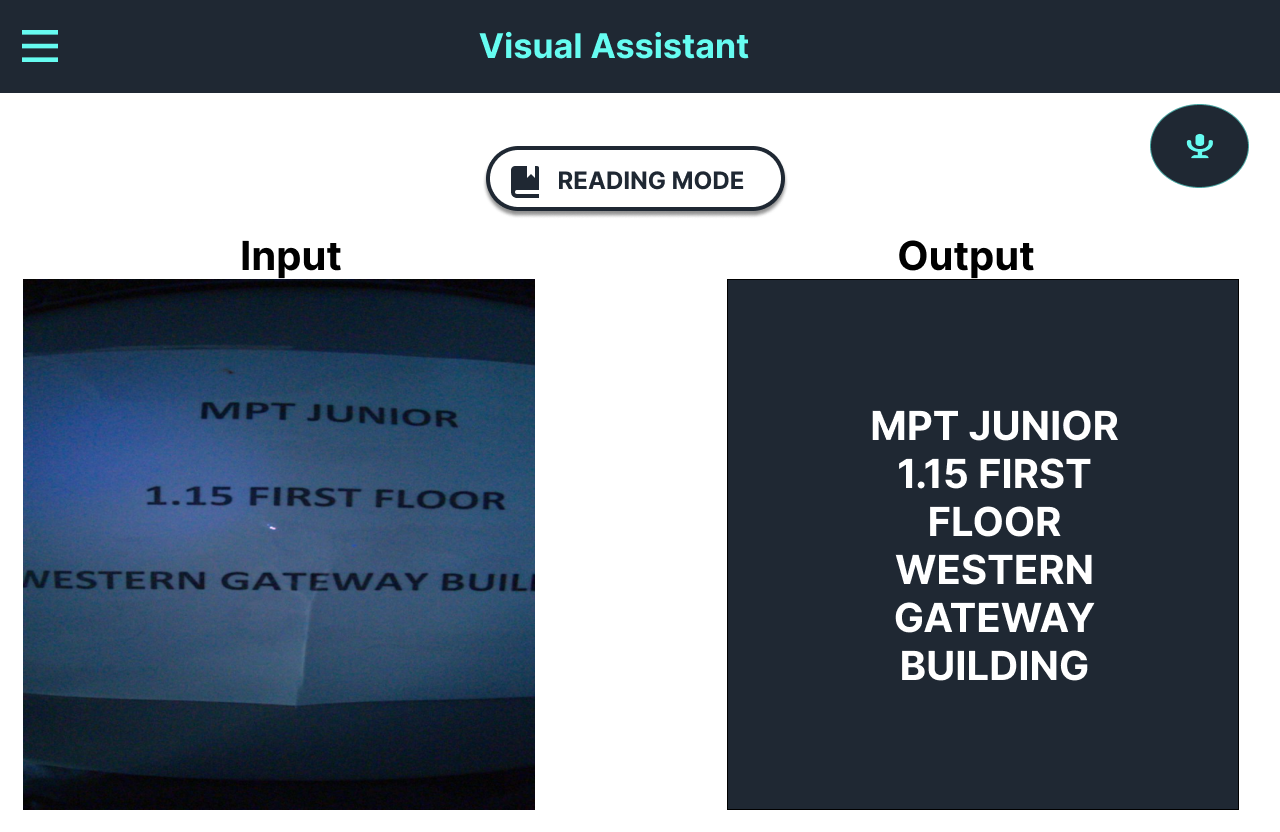 Visual Assistant
READING MODE
Input
Output
MPT JUNIOR
1.15 FIRST FLOOR
WESTERN GATEWAY BUIL
MPT JUNIOR
1.15 FIRST
FLOOR
WESTERN
GATEWAY
BUILDING